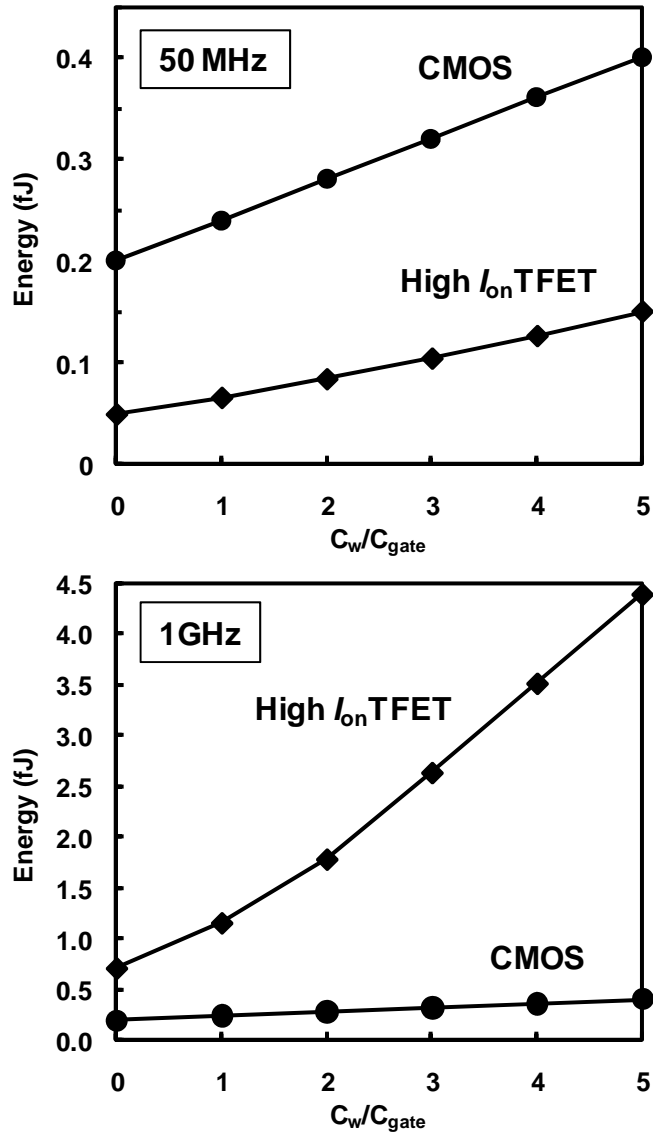 50 MHz
CMOS
High IonTFET
Energy (fJ)
0.4
0.3
0.2
0.1
0
0 1 2 3 4 5
Cw/Cgate
1GHz
High IonTFET
CMOS
Energy (fJ)
4.5
4.0
3.5
3.0
2.5
2.0
1.5
1.0
0.5
0.0
0 1 2 3 4 5
Cw/Cgate